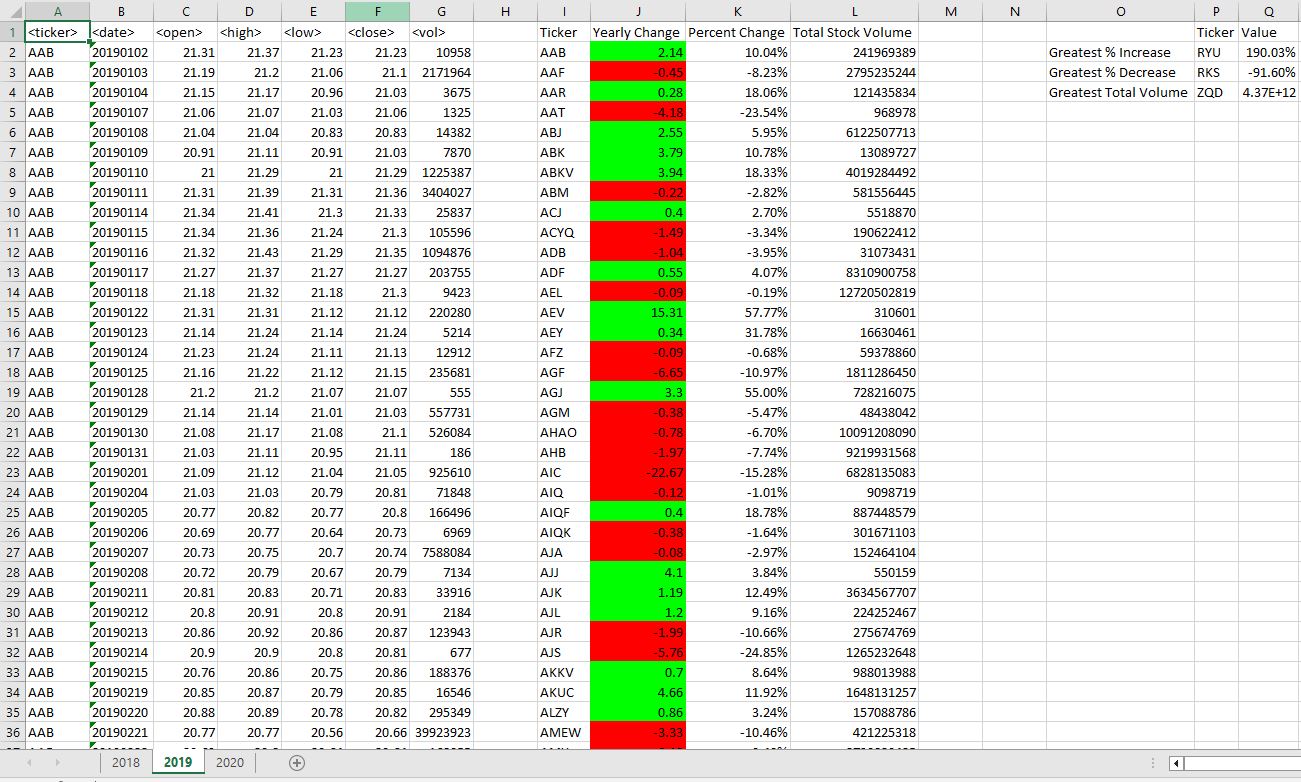 A B C D E F G H I J K L M N O P Q
1 <ticker> <date> <open> <high> <low> <close> <vol> Ticker Yearly Change Percent Change Total Stock Volume Ticker Value
2 AAB 20190102 21.31 21.37 21.23 21.23 10958 AAB 2.14 10.04% 241969389 Greatest % Increase RYU 190.03%
3 AAB 20190103 21.19 21.2 21.06 21.1 2171964 AAF -0.45 -8.23% 2795235244 Greatest % Decrease RKS -91.60%
4 AAB 20190104 21.15 21.17 20.96 21.03 3675 AAR 0.28 18.06% 121435834 Greatest Total Volume ZQD 4.37E+12
5 AAB 20190107 21.06 21.07 21.03 21.06 1325 AAT -4.18 -23.54% 968978
6 AAB 20190108 21.04 21.04 20.83 20.83 14382 ABJ 2.55 5.95% 6122507713
7 AAB 20190109 20.91 21.11 20.91 21.03 7870 ABK 3.79 10.78% 13089727
8 AAB 20190110 21 21.29 21 21.29 1225387 ABKV 3.94 18.33% 4019284492
9 AAB 20190111 21.31 21.39 21.31 21.36 3404027 ABM -0.22 -2.82% 581556445
10 AAB 20190114 21.34 21.41 21.3 21.33 25837 ACJ 0.4 2.70% 5518870
11 AAB 20190115 21.34 21.36 21.24 21.3 105596 ACYQ -1.49 -3.34% 190622412
12 AAB 20190116 21.32 21.43 21.29 21.35 1094876 ADB -1.04 -3.95% 31073431
13 AAB 20190117 21.27 21.37 21.27 21.27 203755 ADF 0.55 4.07% 8310900758
14 AAB 20190118 21.18 21.32 21.18 21.3 9423 AEL -0.09 -0.19% 12720502819
15 AAB 20190122 21.31 21.31 21.12 21.12 220280 AEV 15.31 57.77% 310601
16 AAB 20190123 21.14 21.24 21.14 21.24 5214 AEY 0.34 31.78% 16630461
17 AAB 20190124 21.23 21.24 21.11 21.13 12912 AFZ -0.09 -0.68% 59378860
18 AAB 20190125 21.16 21.22 21.12 21.15 235681 AGF -6.65 -10.97% 1811286450
19 AAB 20190128 21.2 21.2 21.07 21.07 555 AGJ 3.3 55.00% 728216075
20 AAB 20190129 21.14 21.14 21.01 21.03 557731 AGM -0.38 -5.47% 48438042
21 AAB 20190130 21.08 21.17 21.08 21.1 526084 AHAO -0.78 -6.70% 10091208090
22 AAB 20190131 21.03 21.11 20.95 21.11 186 AHB -1.97 -7.74% 9219931568
23 AAB 20190201 21.09 21.12 21.04 21.05 925610 AIC -22.67 -15.28% 6828135083
24 AAB 20190204 21.03 21.03 20.79 20.81 71848 AIQ -0.12 -1.01% 9098719
25 AAB 20190205 20.77 20.82 20.77 20.8 166496 AIQF 0.4 18.78% 887448579
26 AAB 20190206 20.69 20.77 20.64 20.73 6969 AIQK -0.38 -1.64% 301671103
27 AAB 20190207 20.73 20.75 20.7 20.74 7588084 AJA -0.08 -2.97% 152464104
28 AAB 20190208 20.72 20.79 20.67 20.79 7134 AJJ 4.1 3.84% 550159
29 AAB 20190211 20.81 20.83 20.71 20.83 33916 AJK 1.19 12.49% 3634567707
30 AAB 20190212 20.8 20.91 20.8 20.91 2184 AJL 1.2 9.16% 224252467
31 AAB 20190213 20.86 20.92 20.86 20.87 123943 AJR -1.99 -10.66% 275674769
32 AAB 20190214 20.9 20.9 20.8 20.81 677 AJS -5.76 -24.85% 1265232648
33 AAB 20190215 20.76 20.86 20.75 20.86 188376 AKKV 0.7 8.64% 988013988
34 AAB 20190219 20.85 20.87 20.79 20.85 16546 AKUC 4.66 11.92% 1648131257
35 AAB 20190220 20.88 20.89 20.78 20.82 295349 ALZY 0.86 3.24% 157088786
36 AAB 20190221 20.77 20.77 20.56 20.66 39923923 AMEW -3.33 -10.46% 421225318
2018 2019 2020